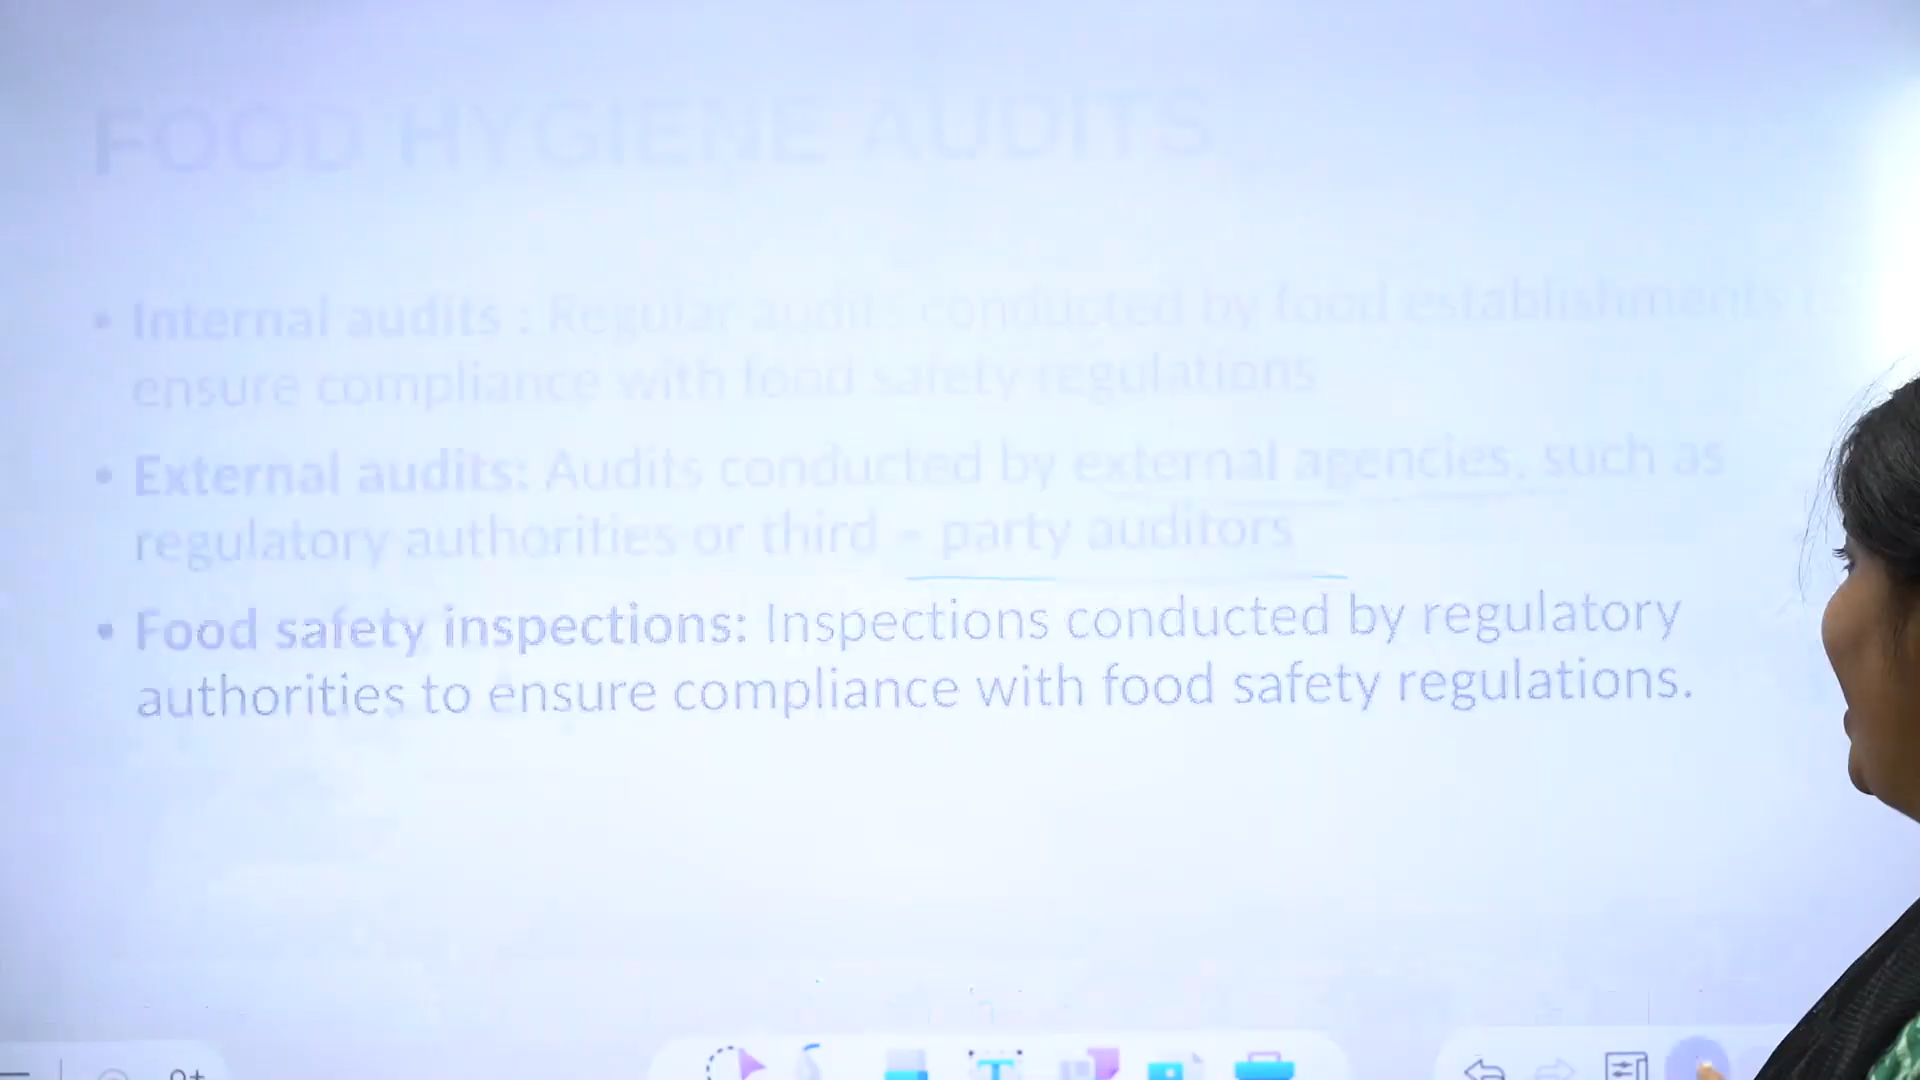 FOOD HYGIENE AUDITS
• Internal audits : Regular audits conducted by food establishments
ensure compliance with food safety regulations
• External audits: Audits conducted by external agencies, such as
regulatory authorities or third - party auditors
• Food safety inspections: Inspections conducted by regulatory
authorities to ensure compliance with food safety regulations.